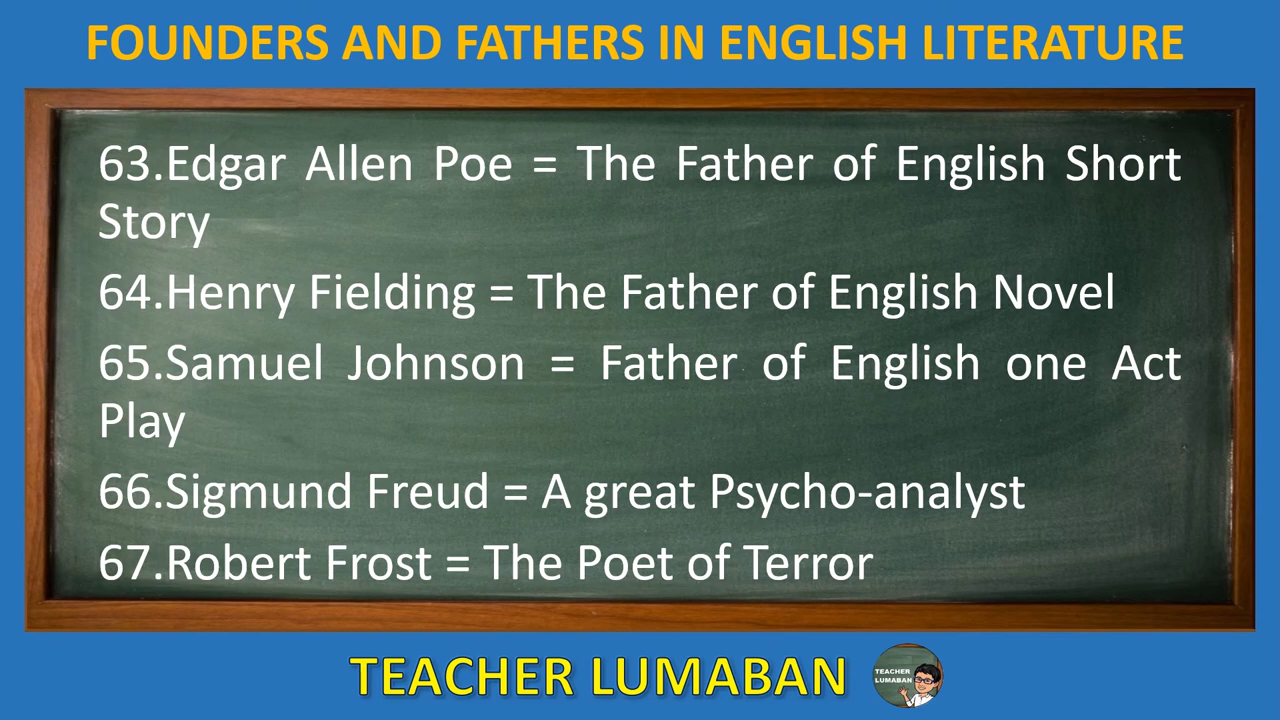 FOUNDERS AND FATHERS IN ENGLISH LITERATURE
63.Edgar Allen Poe = The Father of English Short
Story
64.Henry Fielding = The Father of English Novel
65.Samuel Johnson = Father of English one Act
Play
66.Sigmund Freud = A great Psycho-analyst
67.Robert Frost = The Poet of Terror
TEACHER LUMABAN
TEACHER
LUMABAN